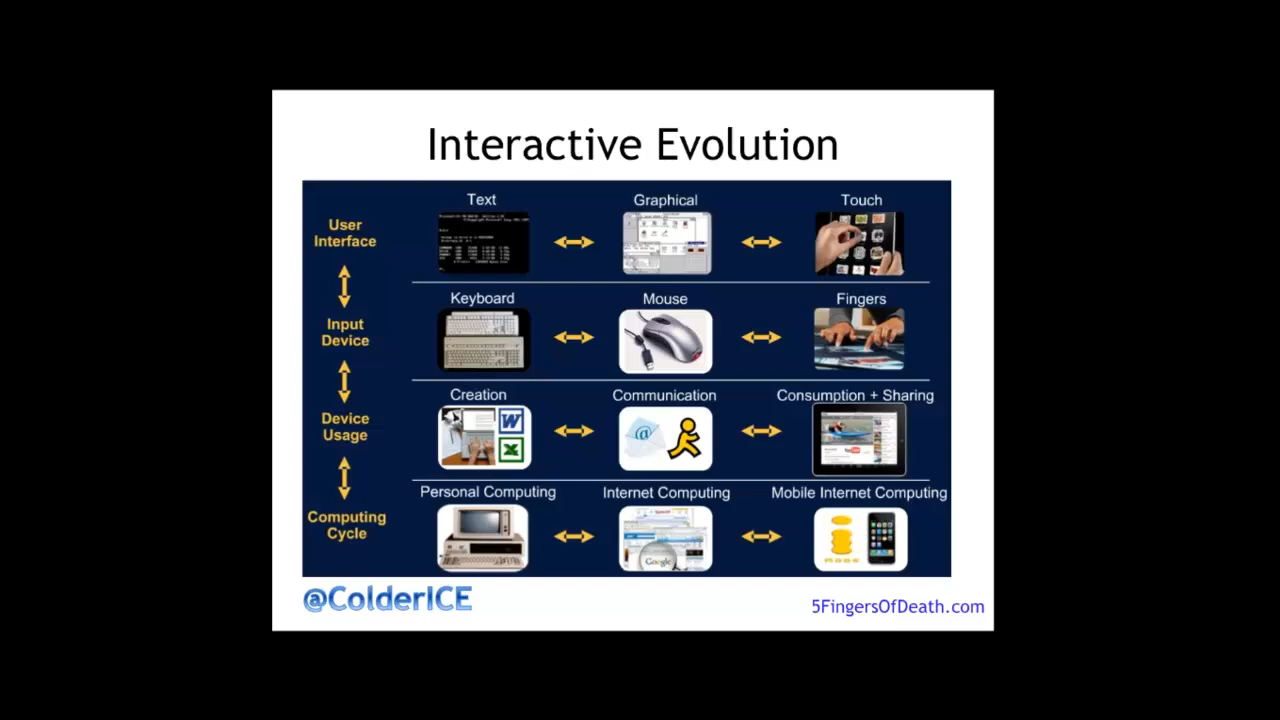 Interactive Evolution
Text
Graphical
Touch
User
Interface
Keyboard
Mouse
Fingers
Input
Device
Creation
Communication
Consumption + Sharing
Device
Usage
W
X
@
Personal Computing
Internet Computing
Mobile Internet Computing
Computing
Cycle
Google
@ColderICE
5FingersOfDeath.com